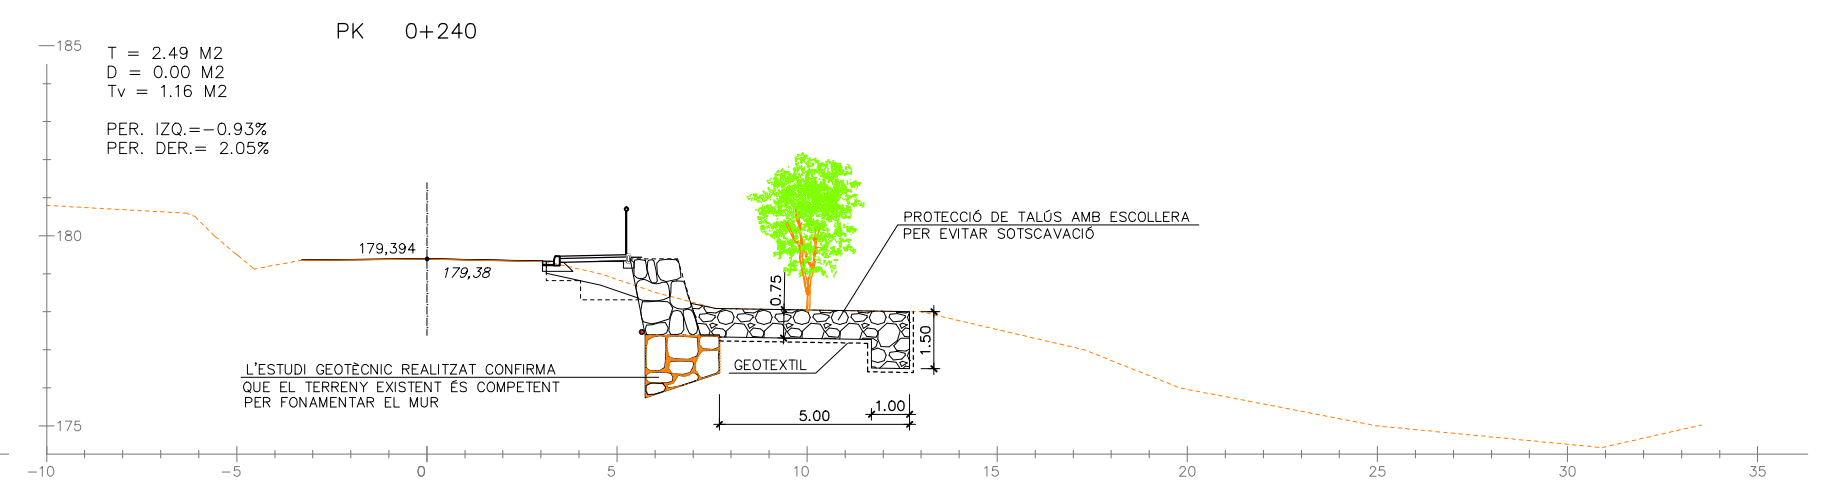 PK 0+240
185
T = 2.49 M2
D = 0.00 M2
Tv = 1.16 M2
PER. IZQ.=-0.93%
PER. DER.= 2.05%
PROTECCIÓ DE TALÚS AMB ESCOLLERA
PER EVITAR SOTSCAVACIÓ
180
179,394
179,38
0.75
1.50
GEOTEXTIL
L'ESTUDI GEOTÈCNIC REALITZAT CONFIRMA
QUE EL TERRENY EXISTENT ÉS COMPETENT
PER FONAMENTAR EL MUR
1.00
5.00
175
-10 -5 0 5 10 15 20 25 30 35